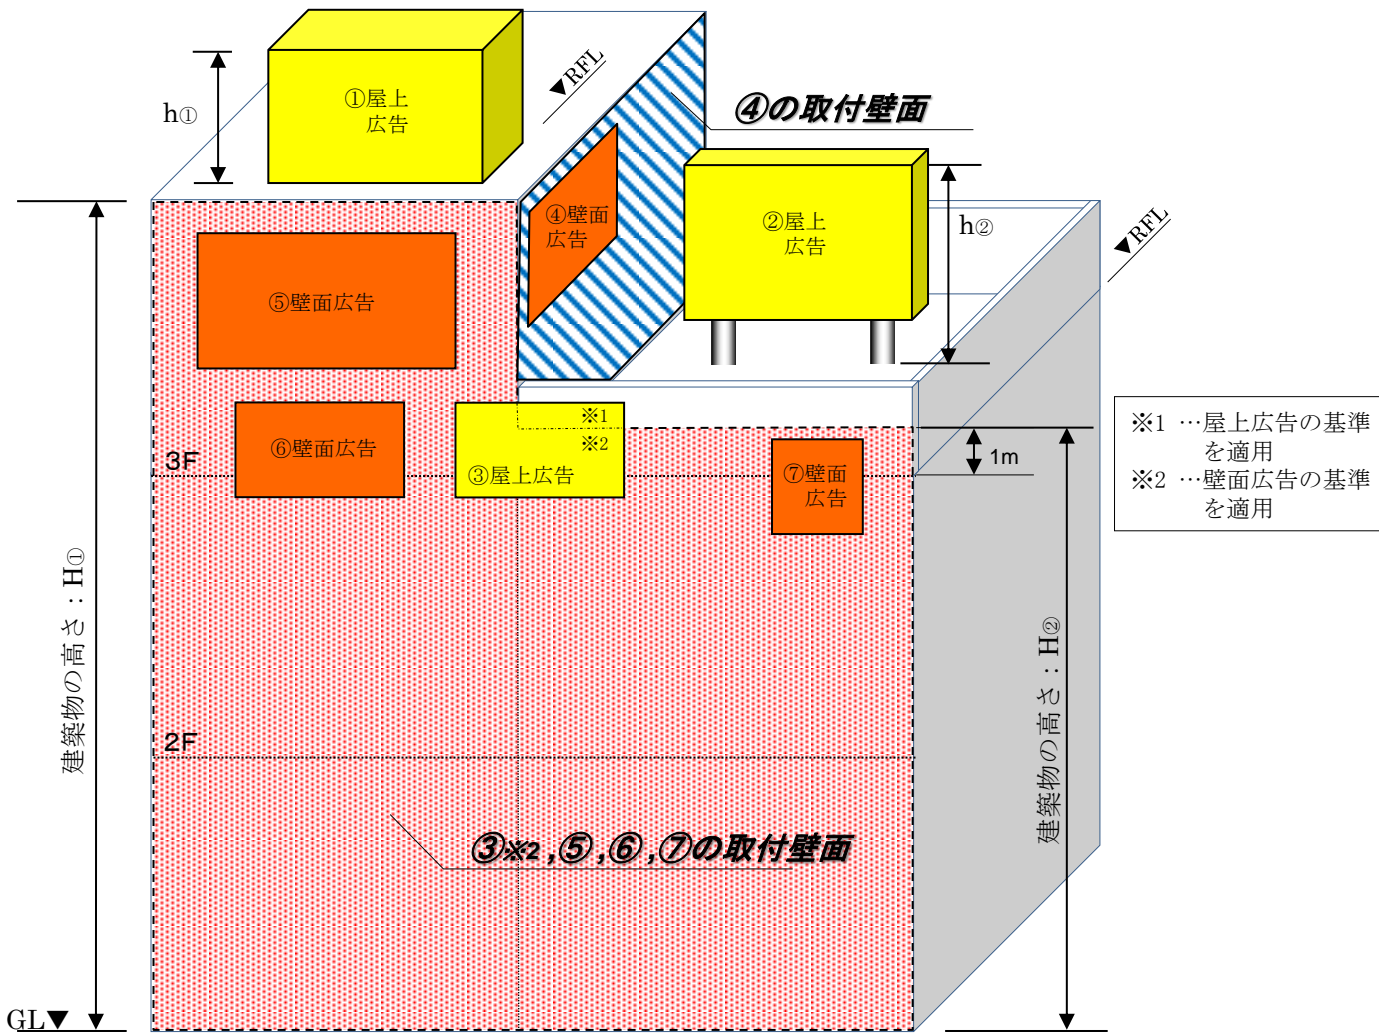 ①屋上
広告
h①
▼RFL
④の取付壁面
④壁面
広告
②屋上
広告
h②
▼RFL
⑤壁面広告
⑥壁面広告
※1
※2
③屋上広告
⑦壁面
広告
1m
※1 …屋上広告の基準
を適用
※2 …壁面広告の基準
を適用
3F
建築物の高さ：H①
建築物の高さ：H②
2F
③※2 ,⑤ ,⑥ ,⑦の取付壁面
GL▼